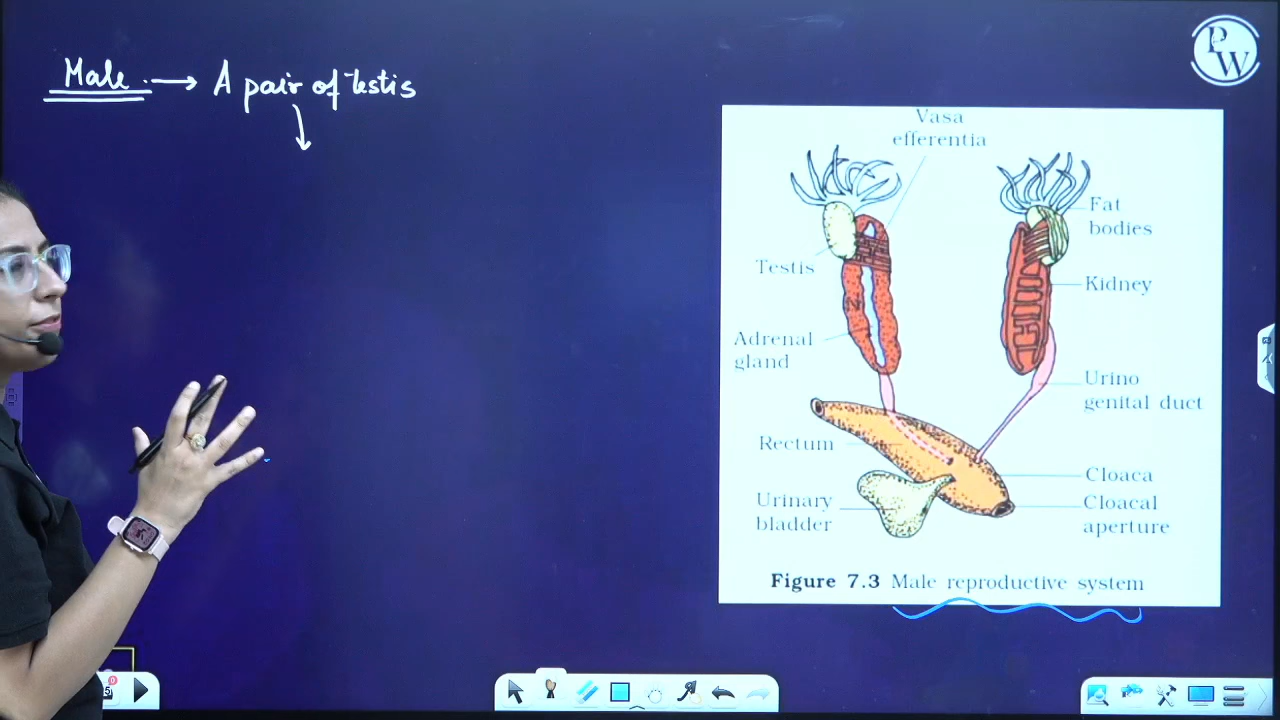 Male → A pair of testis
PW
Vasa
efferentia
Fat
bodies
Testis
Kidney
Adrenal
gland
Urino
genital duct
Rectum
Cloaca
Urinary
bladder
Cloacal
aperture
Figure 7.3 Male reproductive system